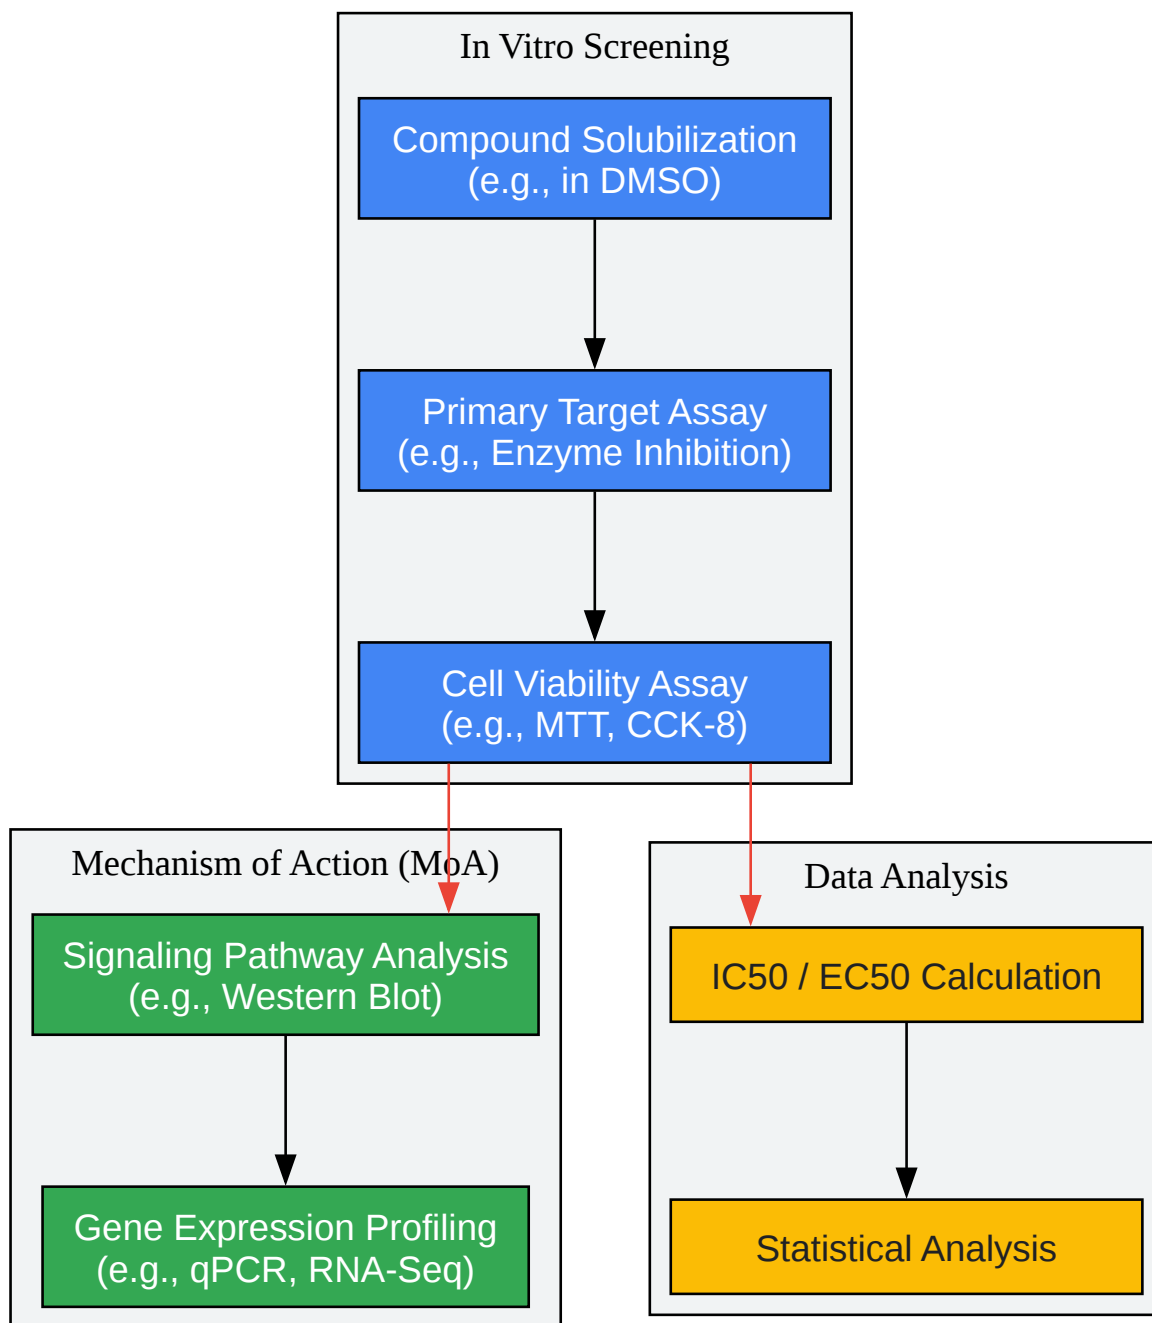 In Vitro Screening
Compound Solubilization
(e.g., in DMSO)
Primary Target Assay
(e.g., Enzyme Inhibition)
Cell Viability Assay
(e.g., MTT, CCK-8)
Mechanism of Action (MoA)
Signaling Pathway Analysis
(e.g., Western Blot)
Gene Expression Profiling
(e.g., qPCR, RNA-Seq)
Data Analysis
IC50 / EC50 Calculation
Statistical Analysis